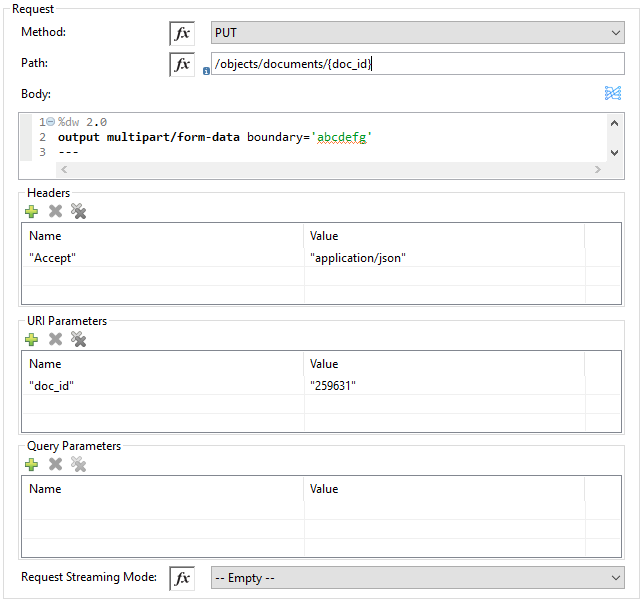 Request
Method:
fx
PUT
Path:
fx
/objects/documents/{doc_id}
Body:
1 %dw 2.0
2 output multipart/form-data boundary='abcdefg'
3 ---
Headers
Name Value
"Accept" "application/json"
URI Parameters
Name Value
"doc_id" "259631"
Query Parameters
Name Value
Request Streaming Mode:
fx
-- Empty --